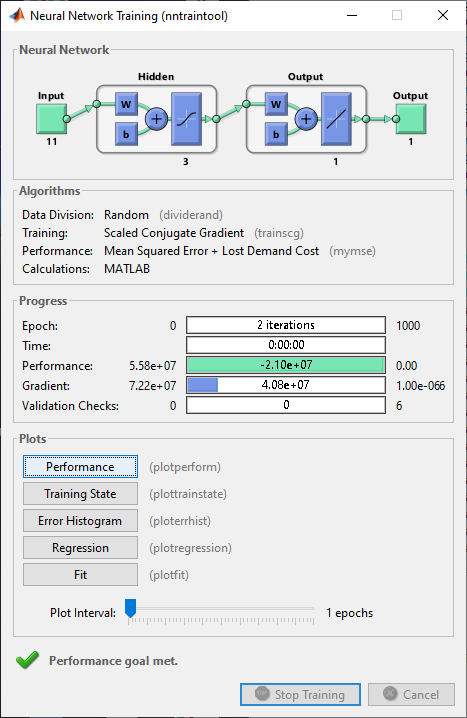 Neural Network Training (nntraintool)
Neural Network
Hidden
Output
Input
W
b
+
11
3
W
b
+
1
Output
1
Algorithms
Data Division: Random (dividerand)
Training: Scaled Conjugate Gradient (trainscg)
Performance: Mean Squared Error + Lost Demand Cost (mymse)
Calculations: MATLAB
Progress
Epoch: 0 2 iterations 1000
Time: 0:00:00
Performance: 5.58e+07 -2.10e+07 0.00
Gradient: 7.22e+07 4.08e+07 1.00e-066
Validation Checks: 0 0 6
Plots
Performance (plotperform)
Training State (plottrainstate)
Error Histogram (ploterrhist)
Regression (plotregression)
Fit (plotfit)
Plot Interval: 1 epochs
Performance goal met.
Stop Training Cancel